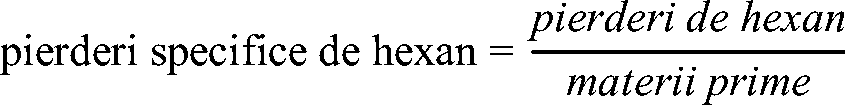 pierderi specifice de hexan = pierderi de hexan
materii prime